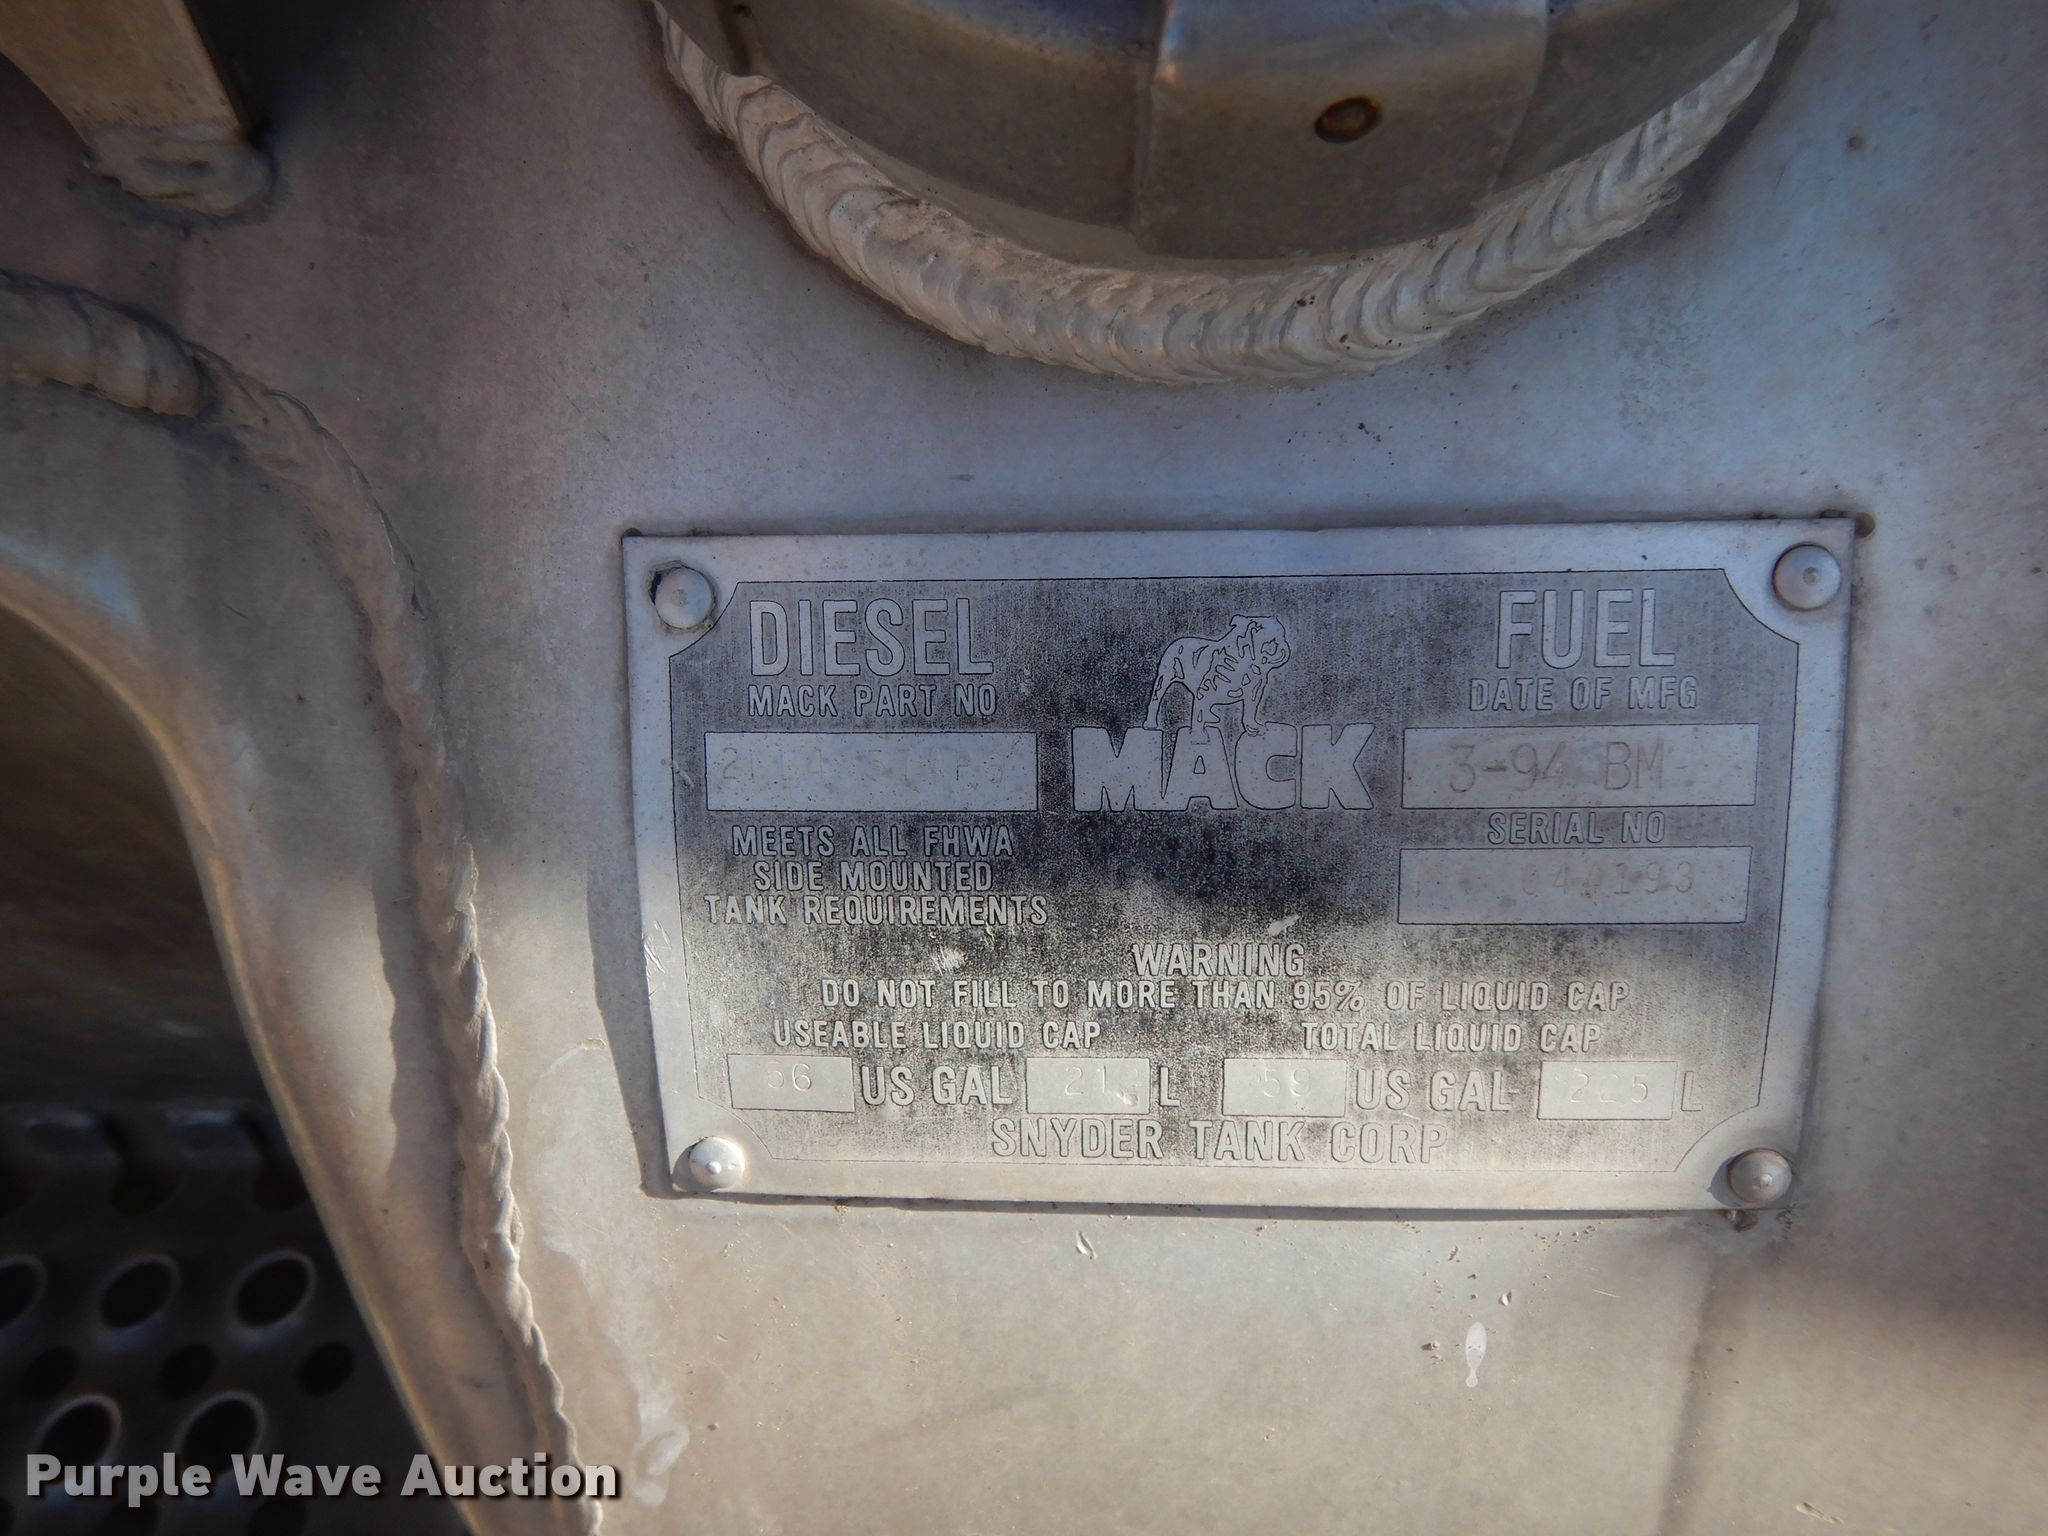 DIESEL
FUEL
MACK PART NO
DATE OF MFG
MACK
3-94 BM
MEETS ALL FHWA
SIDE MOUNTED
TANK REQUIREMENTS
SERIAL NO
WARNING
DO NOT FILL TO MORE THAN 95% OF LIQUID CAP
USEABLE LIQUID CAP
TOTAL LIQUID CAP
56 US GAL L 59 US GAL 225 L
SNYDER TANK CORP
Purple Wave Auction